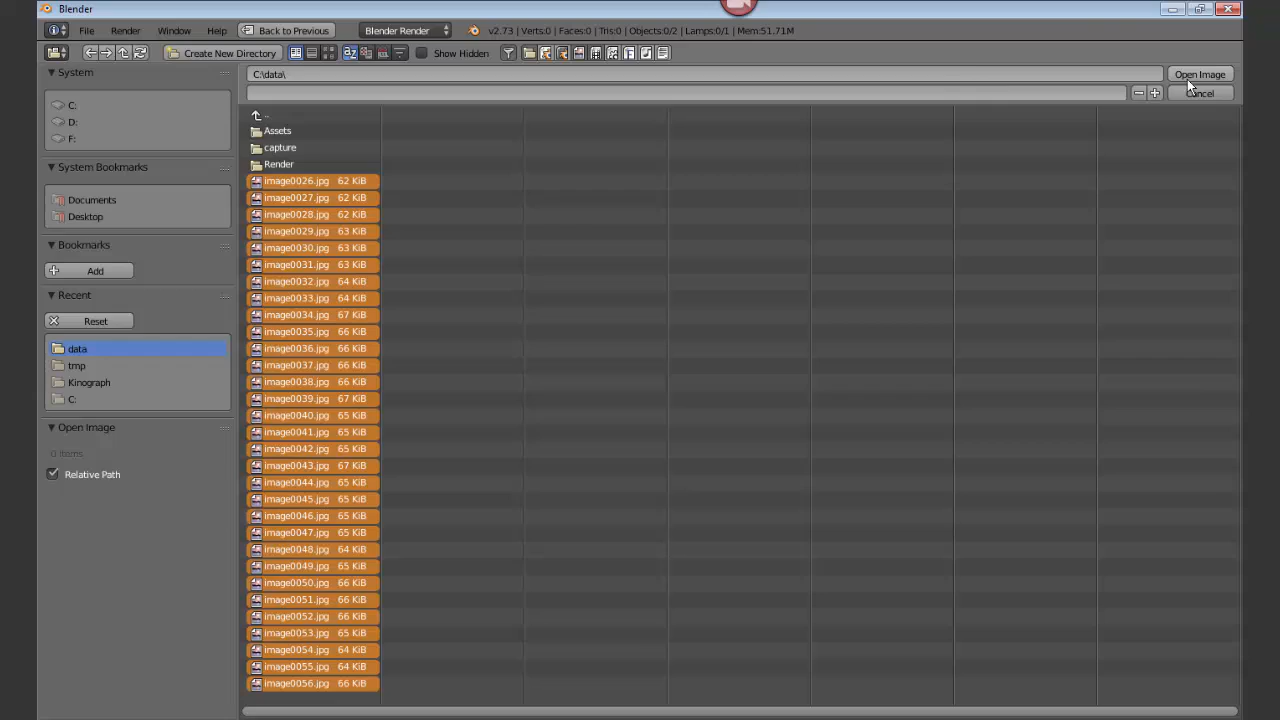 Blender
File Render Window Help Back to Previous Blender Render v2.73 | Verts:0 | Faces:0 | Tris:0 | Objects:0/2 | Lamps:0/1 | Mem:51.71M
Create New Directory Show Hidden
System
C:\data\ Open Image
Cancel
C:
D:
F:
System Bookmarks
Documents
Desktop
Bookmarks
Add
Recent
Reset
data
tmp
Kinograph
C:
Open Image
0 items
Relative Path
..
Assets
capture
Render
image0026.jpg 62 KiB
image0027.jpg 62 KiB
image0028.jpg 62 KiB
image0029.jpg 63 KiB
image0030.jpg 63 KiB
image0031.jpg 63 KiB
image0032.jpg 64 KiB
image0033.jpg 64 KiB
image0034.jpg 67 KiB
image0035.jpg 66 KiB
image0036.jpg 66 KiB
image0037.jpg 66 KiB
image0038.jpg 66 KiB
image0039.jpg 67 KiB
image0040.jpg 65 KiB
image0041.jpg 65 KiB
image0042.jpg 65 KiB
image0043.jpg 67 KiB
image0044.jpg 65 KiB
image0045.jpg 65 KiB
image0046.jpg 65 KiB
image0047.jpg 65 KiB
image0048.jpg 64 KiB
image0049.jpg 65 KiB
image0050.jpg 66 KiB
image0051.jpg 66 KiB
image0052.jpg 66 KiB
image0053.jpg 65 KiB
image0054.jpg 64 KiB
image0055.jpg 64 KiB
image0056.jpg 66 KiB